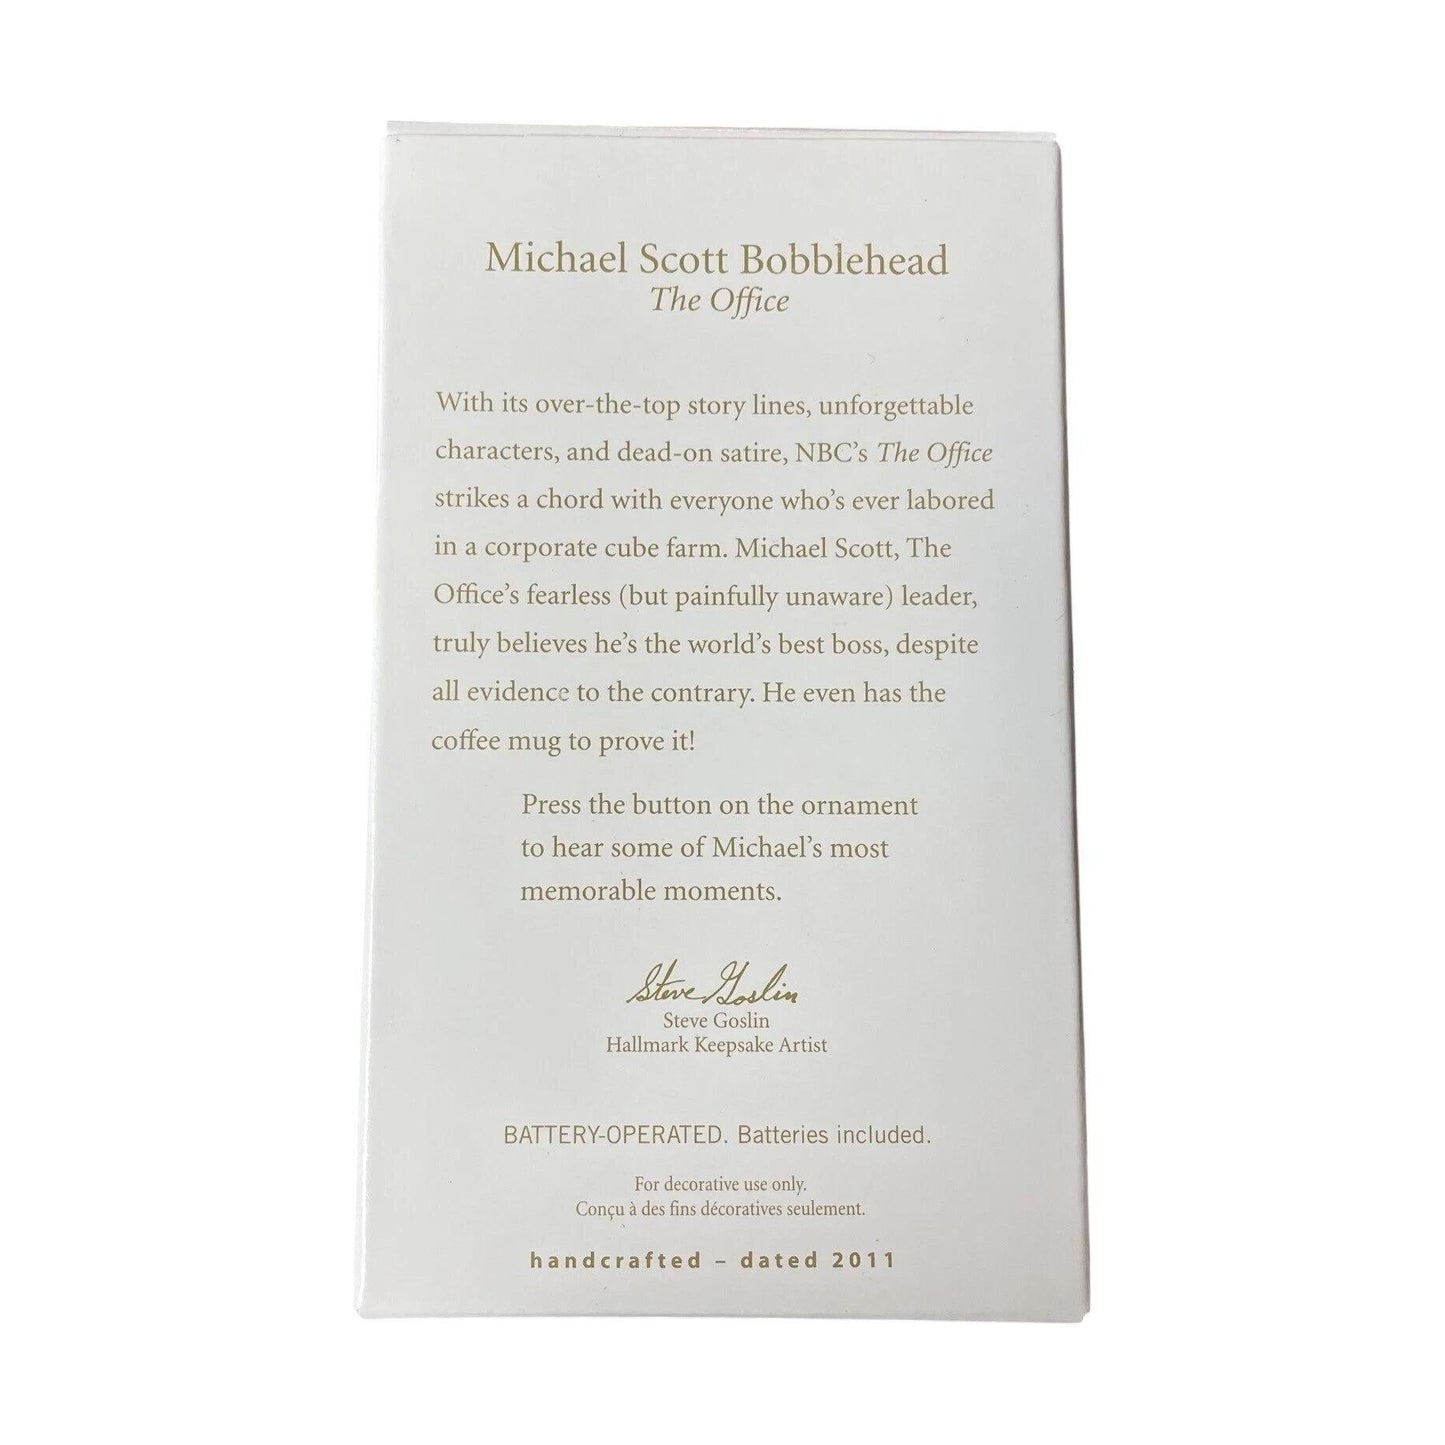 Michael Scott Bobblehead
The Office
With its over-the-top story lines, unforgettable
characters, and dead-on satire, NBC's The Office
strikes a chord with everyone who's ever labored
in a corporate cube farm. Michael Scott, The
Office's fearless (but painfully unaware) leader,
truly believes he's the world's best boss, despite
all evidence to the contrary. He even has the
coffee mug to prove it!
Press the button on the ornament
to hear some of Michael's most
memorable moments.
Steve Goslin
Steve Goslin
Hallmark Keepsake Artist
BATTERY-OPERATED. Batteries included.
For decorative use only.
Conçu à des fins décoratives seulement.
handcrafted – dated 2011